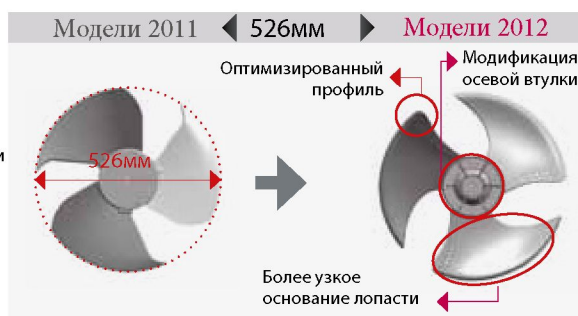 Модели 2011
526мм
Модели 2012
Оптимизированный
профиль
Модификация
осевой втулки
и
526мм
Более узкое
основание лопасти